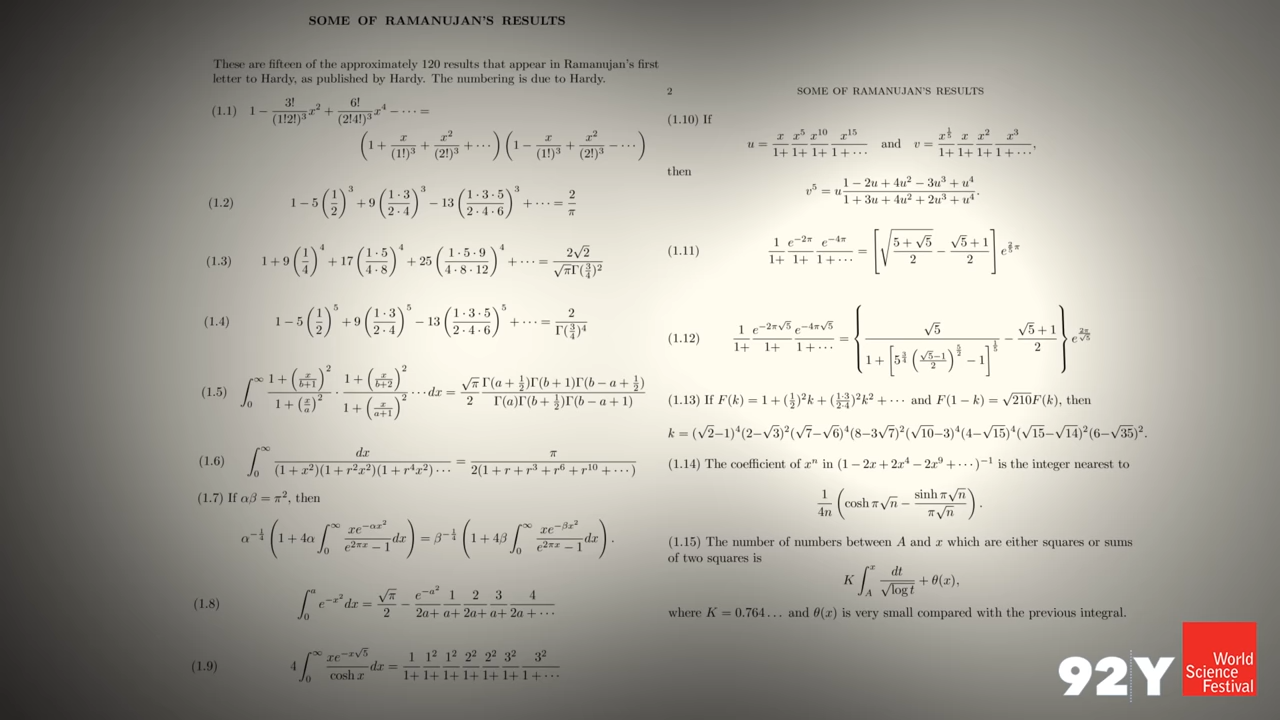 SOME OF RAMANUJAN'S RESULTS
These are fifteen of the approximately 120 results that appear in Ramanujan's first
letter to Hardy, as published by Hardy. The numbering is due to Hardy.
(1.1) 1 − 3!/(1!2!)³ x² + 6!/(2!4!)³ x⁴ − ··· =
(1 + x/(1!)³ + x²/(2!)³ + ···) (1 − x/(1!)³ + x²/(2!)³ − ···)
(1.2) 1 − 5(1/2)³ + 9(1·3/2·4)³ − 13(1·3·5/2·4·6)³ + ··· = 2/π
(1.3) 1 + 9(1/4)⁴ + 17(1·5/4·8)⁴ + 25(1·5·9/4·8·12)⁴ + ··· = 2√2/(√π Γ(3/4)²)
(1.4) 1 − 5(1/2)⁵ + 9(1·3/2·4)⁵ − 13(1·3·5/2·4·6)⁵ + ··· = 2/Γ(3/4)⁴
(1.5) ∫₀^∞ (1 + (x/(b+1))²)/(1 + (x/a)²) · (1 + (x/(b+2))²)/(1 + (x/(a+1))²) ··· dx = √π/2 Γ(a + 1/2)Γ(b + 1)Γ(b − a + 1/2)/(Γ(a)Γ(b + 1/2)Γ(b − a + 1))
(1.6) ∫₀^∞ dx/((1 + x²)(1 + r²x²)(1 + r⁴x²)···) = π/(2(1 + r + r³ + r⁶ + r¹⁰ + ···))
(1.7) If αβ = π², then
α^(−1/4) (1 + 4α ∫₀^∞ xe^(−αx²)/(e^(2πx) − 1) dx) = β^(−1/4) (1 + 4β ∫₀^∞ xe^(−βx²)/(e^(2πx) − 1) dx).
(1.8) ∫₀^a e^(−x²) dx = √π/2 − e^(−a²)/2a+ 1/a+ 2/2a+ 3/a+ 4/2a + ···
(1.9) 4 ∫₀^∞ xe^(−x√5)/cosh x dx = 1/1+ 1²/1+ 1²/1+ 2²/1+ 2²/1+ 3²/1+ 3²/1 + ···
2 SOME OF RAMANUJAN'S RESULTS
(1.10) If
u = x/1+ x⁵/1+ x¹⁰/1+ x¹⁵/1 + ··· and v = x^(1/5)/1+ x/1+ x²/1+ x³/1 + ···,
then
v⁵ = u (1 − 2u + 4u² − 3u³ + u⁴)/(1 + 3u + 4u² + 2u³ + u⁴).
(1.11) 1/1+ e^(−2π)/1+ e^(−4π)/1 + ··· = [√((5 + √5)/2) − (√5 + 1)/2] e^(2/5 π)
(1.12) 1/1+ e^(−2π√5)/1+ e^(−4π√5)/1 + ··· = {√5/(1 + [5^(3/4) ((√5−1)/2)^(5/2) − 1]^(1/5)) − (√5 + 1)/2} e^(2π/√5)
(1.13) If F(k) = 1 + (1/2)²k + (1·3/2·4)²k² + ··· and F(1 − k) = √210F(k), then
k = (√2−1)⁴(2−√3)²(√7−√6)⁴(8−3√7)²(√10−3)⁴(4−√15)⁴(√15−√14)²(6−√35)².
(1.14) The coefficient of xⁿ in (1 − 2x + 2x⁴ − 2x⁹ + ···)⁻¹ is the integer nearest to
1/4n (cosh π√n − sinh π√n/π√n).
(1.15) The number of numbers between A and x which are either squares or sums
of two squares is
K ∫_A^x dt/√log t + θ(x),
where K = 0.764... and θ(x) is very small compared with the previous integral.
92Y
World
Science
Festival